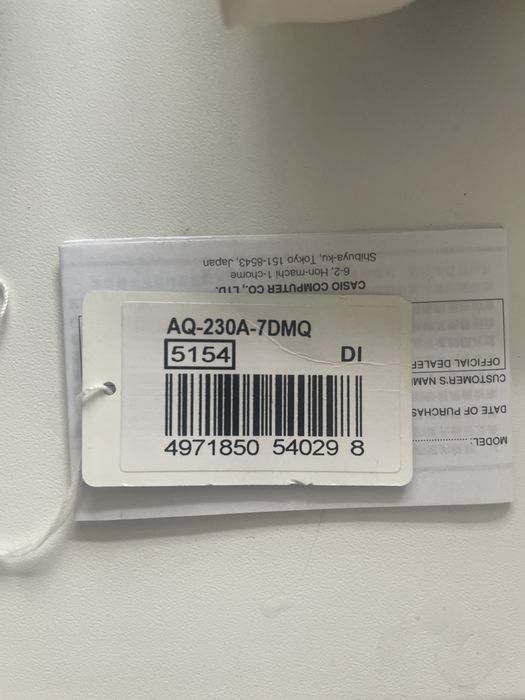 AQ-230A-7DMQ
5154 DI
4971850 54029 8
CASIO COMPUTER CO., LTD.
6-2, Hon-machi 1-chome
Shibuya-ku, Tokyo 151-8543, Japan
MODEL:
DATE OF PURCHAS
CUSTOMER'S NAM
OFFICIAL DEALER